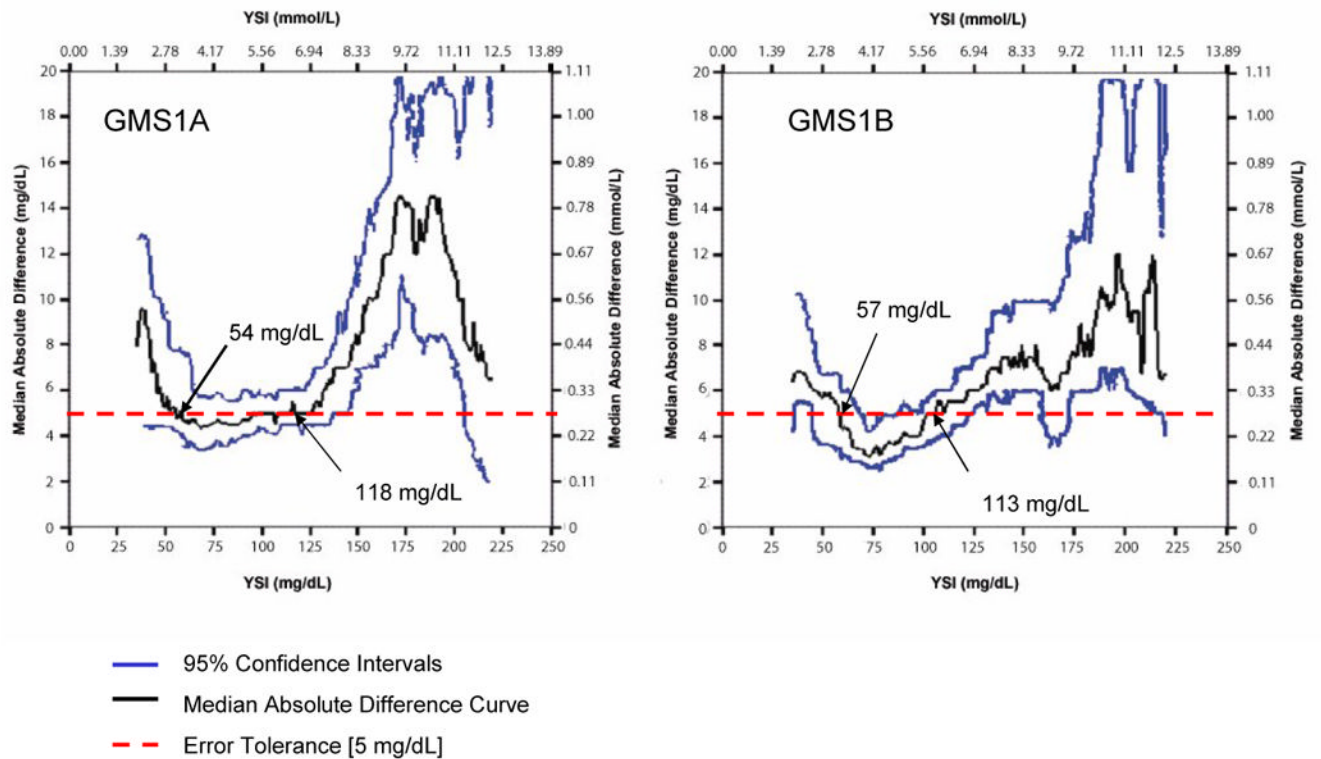 YSI (mmol/L)
0.00 1.39 2.78 4.17 5.56 6.94 8.33 9.72 11.11 12.5 13.89
20
18
16
14
12
10
8
6
4
2
0
Median Absolute Difference (mg/dL)
GMS1A
54 mg/dL
118 mg/dL
1.11
1.00
0.89
0.78
0.67
0.56
0.44
0.33
0.22
0.11
0
Median Absolute Difference (mmol/L)
0 25 50 75 100 125 150 175 200 225 250
YSI (mg/dL)
YSI (mmol/L)
0.00 1.39 2.78 4.17 5.56 6.94 8.33 9.72 11.11 12.5 13.89
20
18
16
14
12
10
8
6
4
2
0
Median Absolute Difference (mg/dL)
GMS1B
57 mg/dL
113 mg/dL
1.11
1.00
0.89
0.78
0.67
0.56
0.44
0.33
0.22
0.11
0
Median Absolute Difference (mmol/L)
0 25 50 75 100 125 150 175 200 225 250
YSI (mg/dL)
95% Confidence Intervals
Median Absolute Difference Curve
Error Tolerance [5 mg/dL]